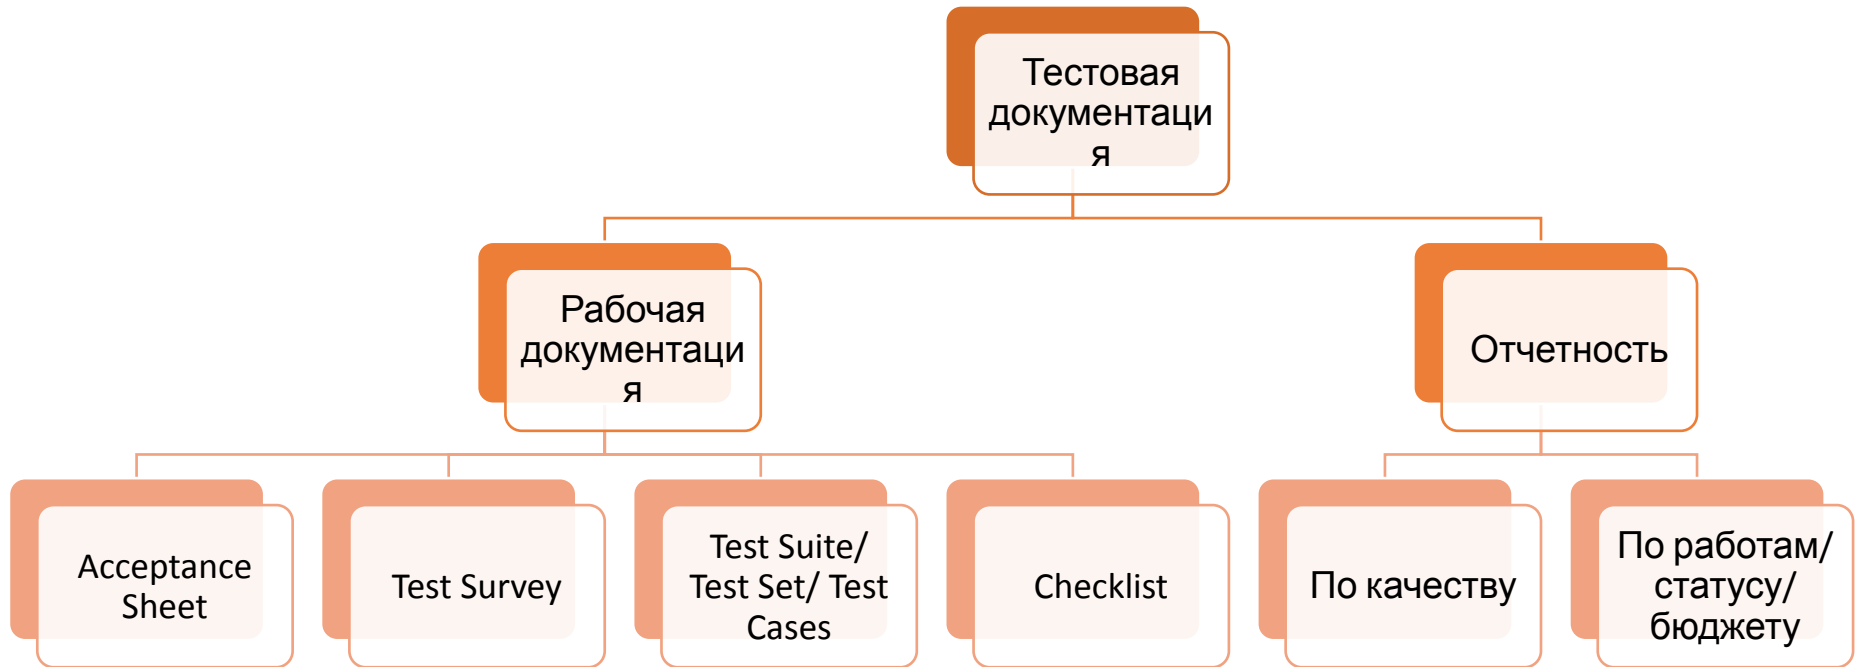 Тестовая
документаци
я
Рабочая
документаци
я
Отчетность
Acceptance
Sheet
Test Survey
Test Suite/
Test Set/ Test
Cases
Checklist
По качеству
По работам/
статусу/
бюджету